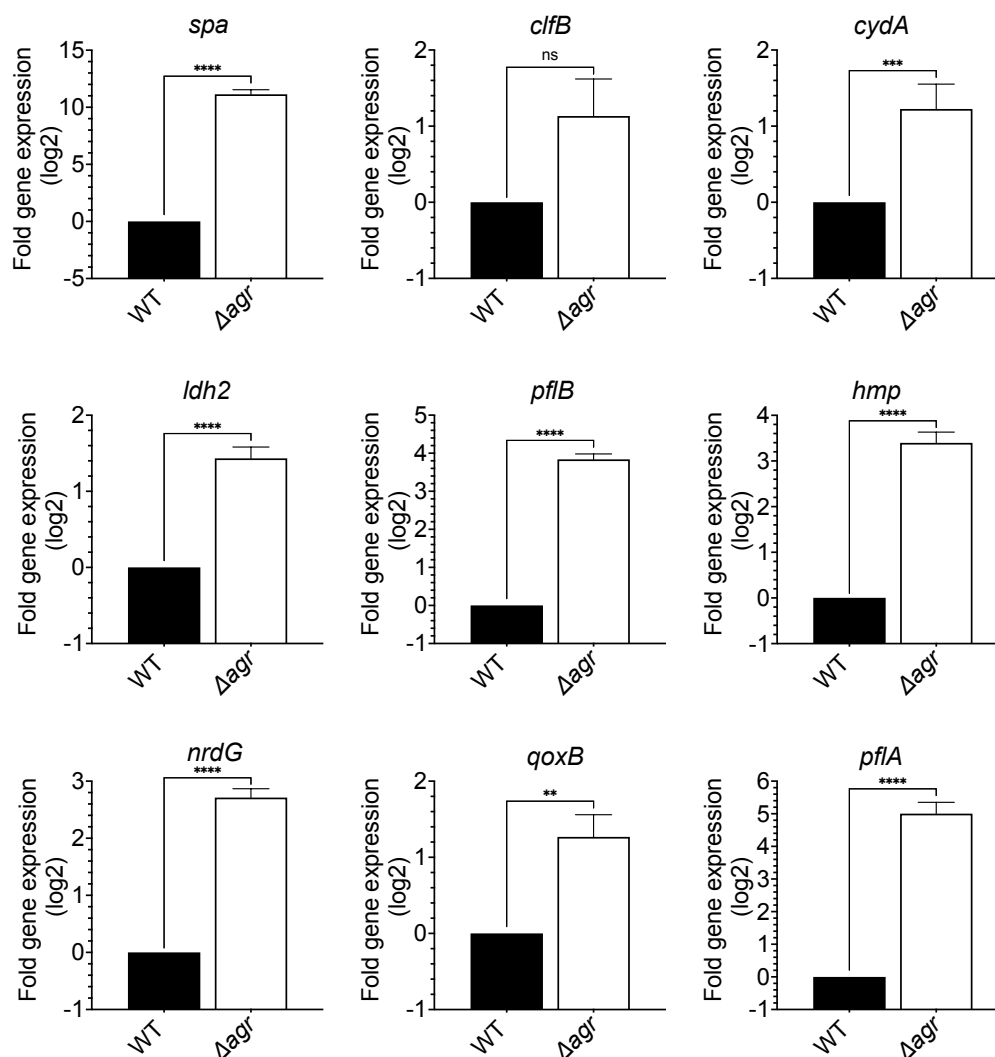 spa
Fold gene expression
(log2)
15
10
5
0
-5
****
WT
Δagr
clfB
Fold gene expression
(log2)
2
1
0
-1
ns
WT
Δagr
cydA
Fold gene expression
(log2)
2
1
0
-1
***
WT
Δagr
ldh2
Fold gene expression
(log2)
2
1
0
-1
****
WT
Δagr
pflB
Fold gene expression
(log2)
5
4
3
2
1
0
-1
****
WT
Δagr
hmp
Fold gene expression
(log2)
4
3
2
1
0
-1
****
WT
Δagr
nrdG
Fold gene expression
(log2)
3
2
1
0
-1
****
WT
Δagr
qoxB
Fold gene expression
(log2)
2
1
0
-1
**
WT
Δagr
pflA
Fold gene expression
(log2)
6
5
4
3
2
1
0
-1
****
WT
Δagr